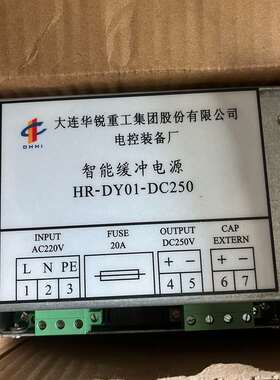 大连华锐重工集团股份有限公司
DHHI
电控装备厂
智能缓冲电源
HR-DY01-DC250
INPUT
AC220V
FUSE
20A
OUTPUT
DC250V
CAP
EXTERN
L N PE
+ -
+ -
1 2 3
4 5
6 7